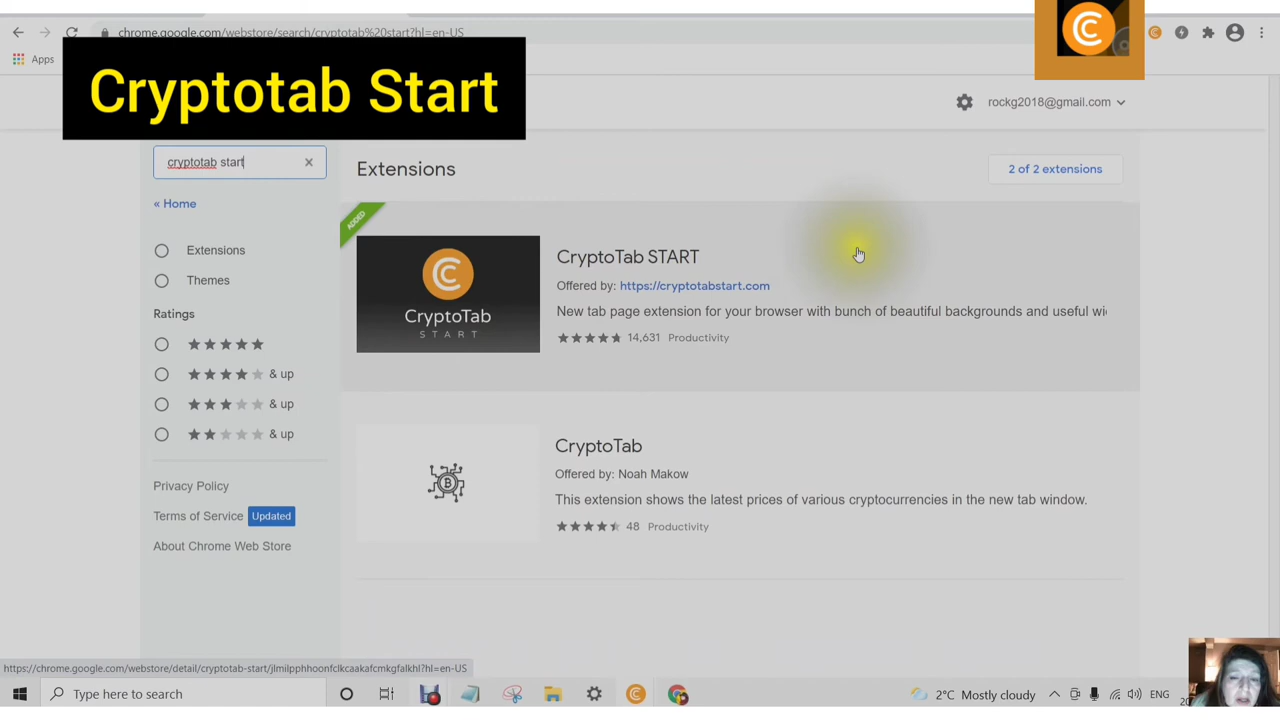 chrome.google.com/webstore/search/cryptotab%20start?hl=en-US
Apps
Cryptotab Start
rockg2018@gmail.com
cryptotab start
Extensions
2 of 2 extensions
« Home
Extensions
Themes
Ratings
& up
& up
& up
Privacy Policy
Terms of Service Updated
About Chrome Web Store
ADDED
CryptoTab
START
CryptoTab START
Offered by: https://cryptotabstart.com
New tab page extension for your browser with bunch of beautiful backgrounds and useful wi
14,631 Productivity
CryptoTab
Offered by: Noah Makow
This extension shows the latest prices of various cryptocurrencies in the new tab window.
48 Productivity
https://chrome.google.com/webstore/detail/cryptotab-start/jlmilpphhoonfclkcaakafcmkgfalkhl?hl=en-US
Type here to search
2°C Mostly cloudy
ENG